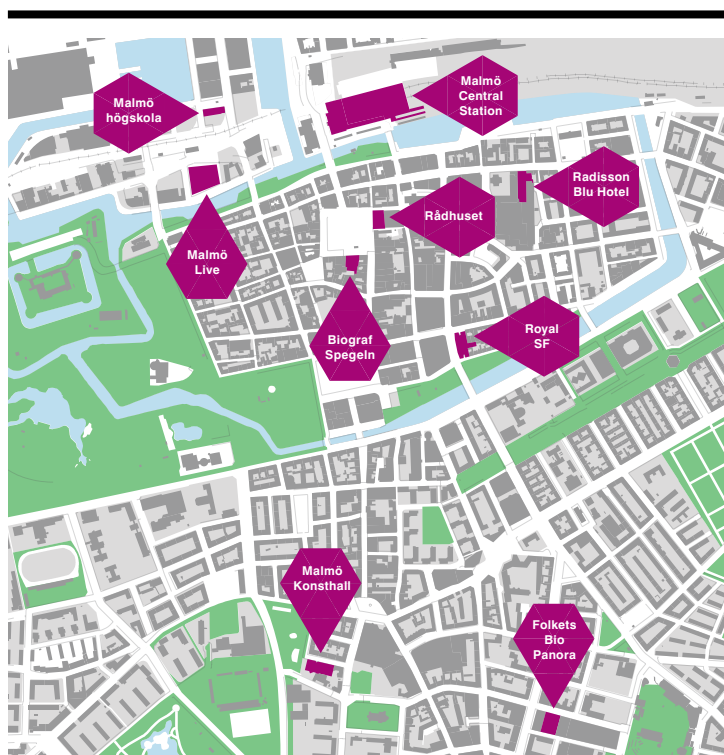 Malmö
högskola
Malmö
Central
Station
Radisson
Blu Hotel
Rådhuset
Malmö
Live
Biograf
Spegeln
Royal
SF
Malmö
Konsthall
Folkets
Bio
Panora